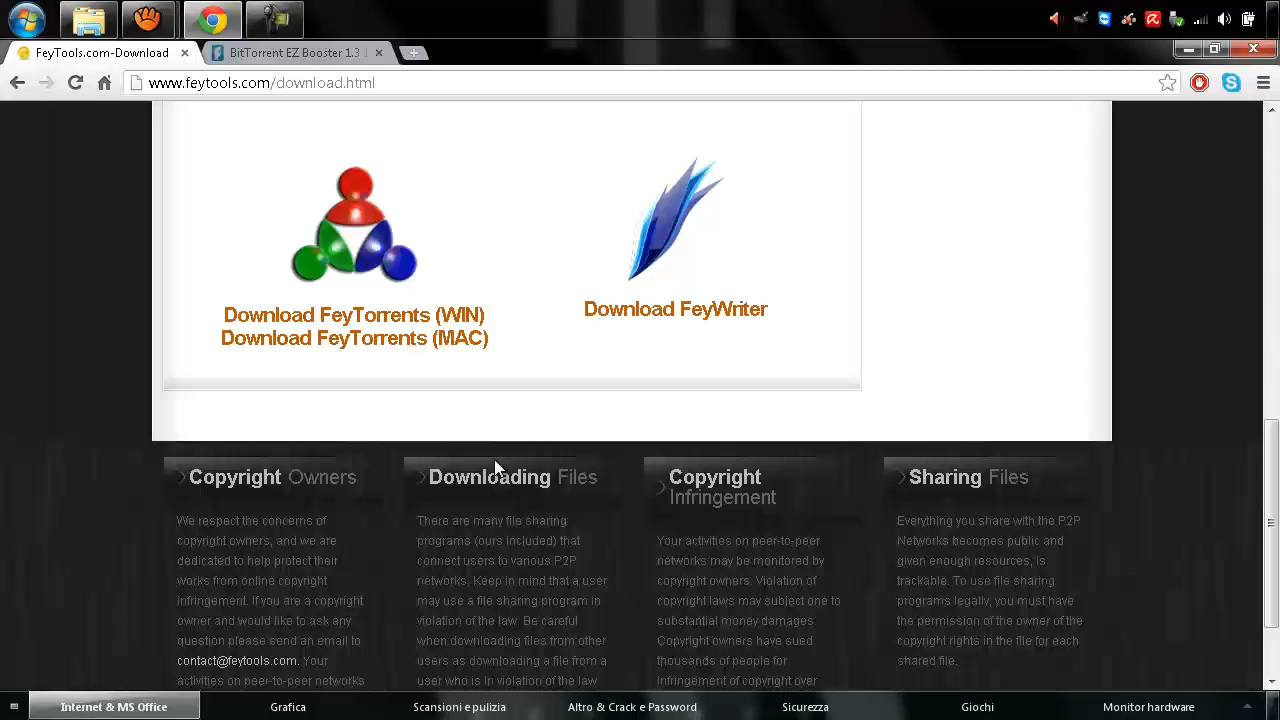 FeyTools.com-Download
BitTorrent EZ Booster 1.3
www.feytools.com/download.html
Download FeyTorrents (WIN)
Download FeyTorrents (MAC)
Download FeyWriter
Copyright Owners
We respect the concerns of
copyright owners, and we are
dedicated to help protect their
works from online copyright
infringement. If you are a copyright
owner and would like to ask any
question please send an email to
contact@feytools.com. Your
activities on peer-to-peer networks
Downloading Files
There are many file sharing
programs (ours included) that
connect users to various P2P
networks. Keep in mind that a user
may use a file sharing program in
violation of the law. Be careful
when downloading files from other
users as downloading a file from a
user who is in violation of the law
Copyright
Infringement
Your activities on peer-to-peer
networks may be monitored by
copyright owners. Violation of
copyright laws may subject one to
substantial money damages.
Copyright owners have sued
thousands of people for
infringement of copyright over
Sharing Files
Everything you share with the P2P
Networks becomes public and
given enough resources, is
trackable. To use file sharing
programs legally, you must have
the permission of the owner of the
copyright rights in the file for each
shared file.
Internet & MS Office
Grafica
Scansioni e pulizia
Altro & Crack e Password
Sicurezza
Giochi
Monitor hardware